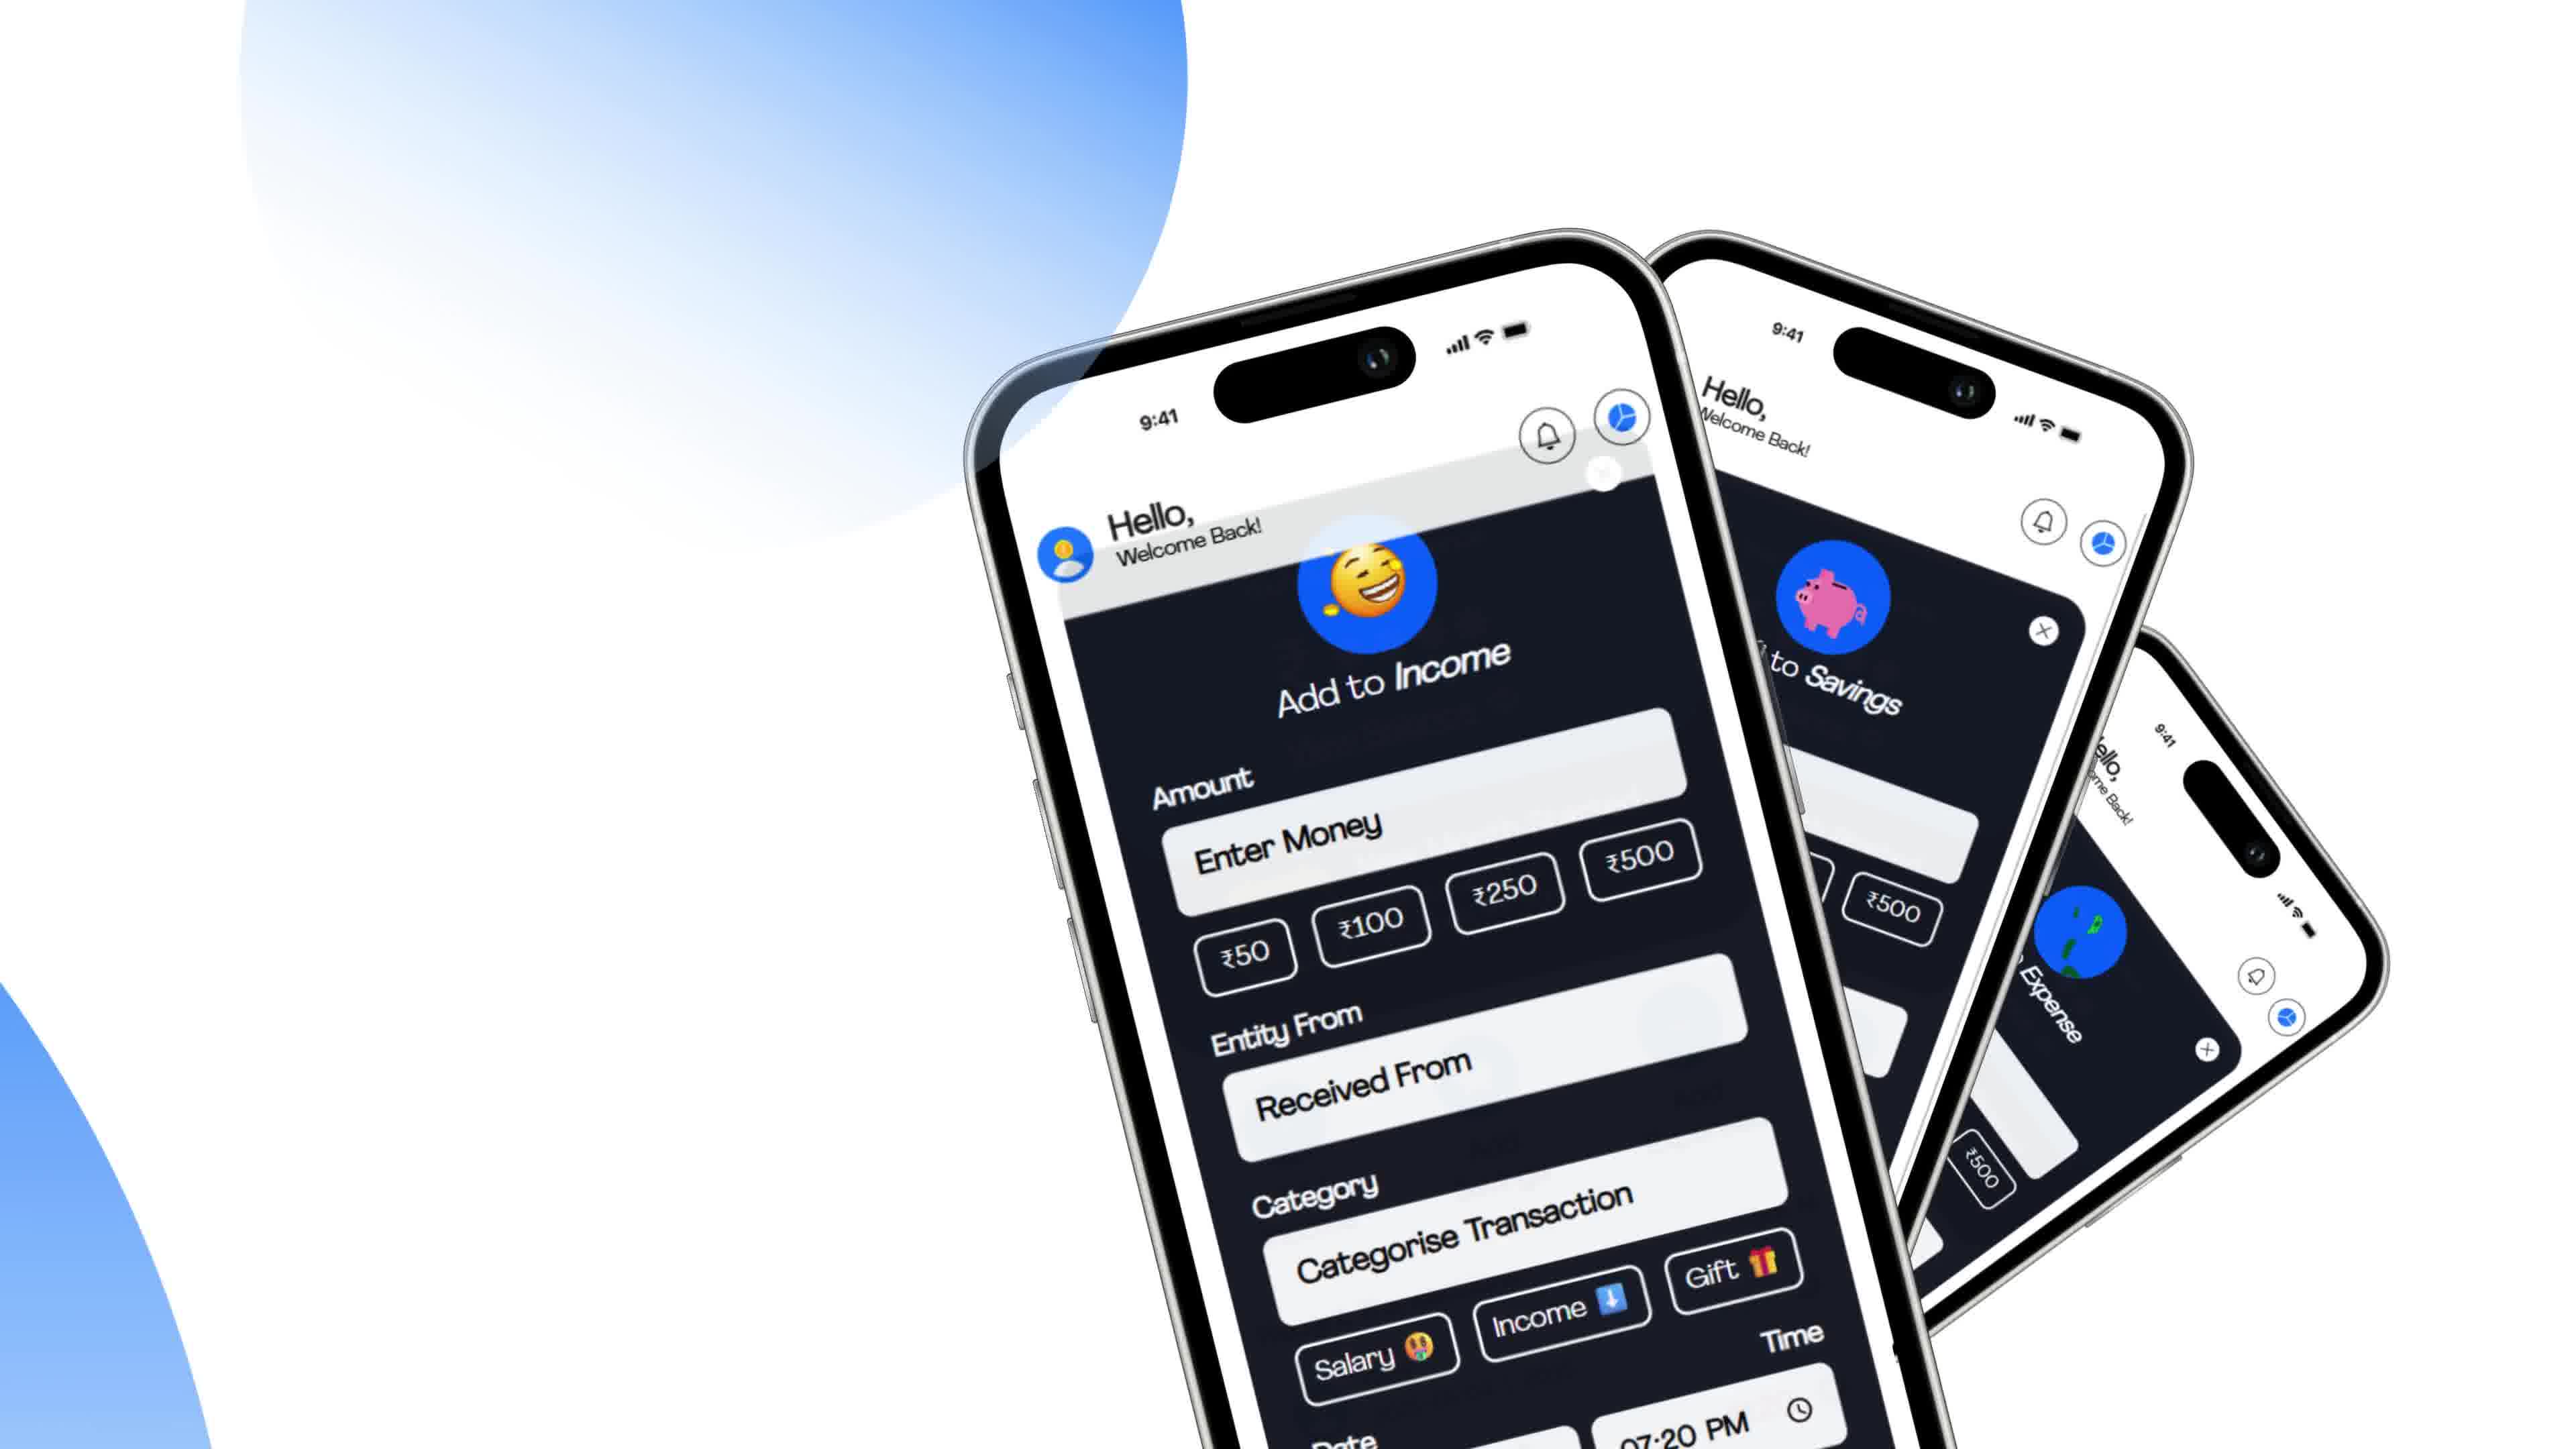 9:41
Hello,
Welcome Back!
Add to Income
Amount
Enter Money
₹50 ₹100 ₹250 ₹500
Entity From
Received From
Category
Categorise Transaction
Salary Income Gift
Date Time
07:20 PM
9:41
Hello,
Welcome Back!
to Savings
₹500
9:41
Back!
Expense
₹500